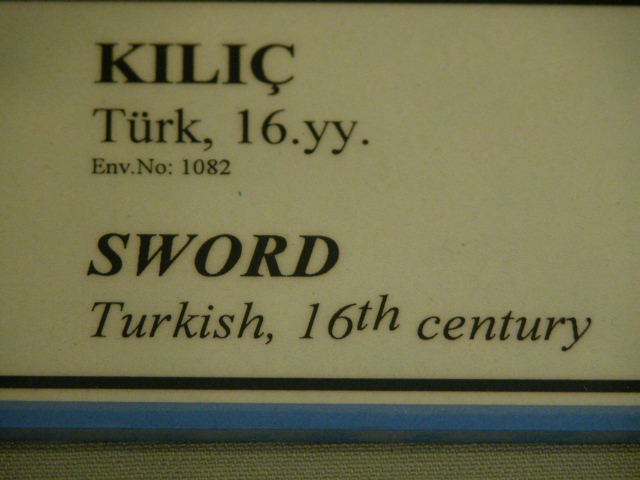 KILIÇ
Türk, 16.yy.
Env.No: 1082
SWORD
Turkish, 16th century